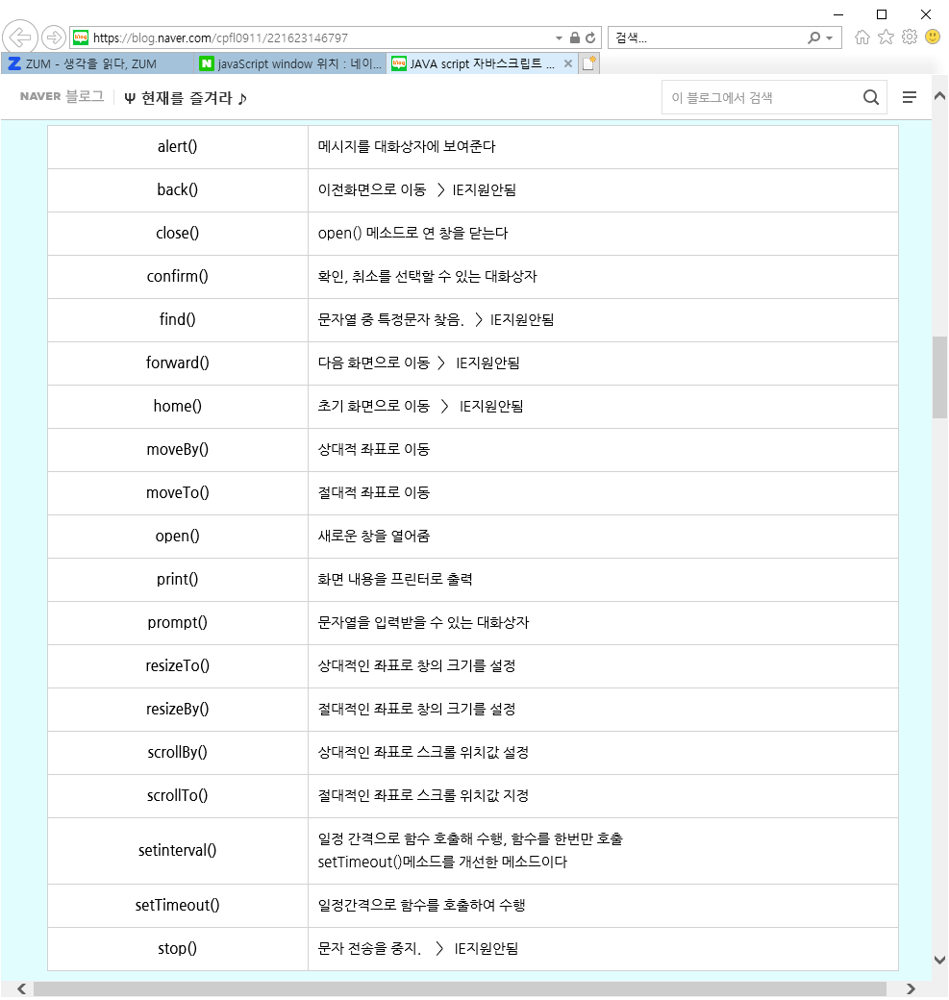 https://blog.naver.com/cpfl0911/221623146797
검색...
ZUM - 생각을 읽다, ZUM
javaScript window 위치 : 네이...
JAVA script 자바스크립트 ...
NAVER 블로그
Ψ 현재를 즐겨라 ♪
이 블로그에서 검색
alert() 메시지를 대화상자에 보여준다
back() 이전화면으로 이동 > IE지원안됨
close() open() 메소드로 연 창을 닫는다
confirm() 확인, 취소를 선택할 수 있는 대화상자
find() 문자열 중 특정문자 찾음. > IE지원안됨
forward() 다음 화면으로 이동 > IE지원안됨
home() 초기 화면으로 이동 > IE지원안됨
moveBy() 상대적 좌표로 이동
moveTo() 절대적 좌표로 이동
open() 새로운 창을 열어줌
print() 화면 내용을 프린터로 출력
prompt() 문자열을 입력받을 수 있는 대화상자
resizeTo() 상대적인 좌표로 창의 크기를 설정
resizeBy() 절대적인 좌표로 창의 크기를 설정
scrollBy() 상대적인 좌표로 스크롤 위치값 설정
scrollTo() 절대적인 좌표로 스크롤 위치값 지정
setinterval() 일정 간격으로 함수 호출해 수행, 함수를 한번만 호출
setTimeout()메소드를 개선한 메소드이다
setTimeout() 일정간격으로 함수를 호출하여 수행
stop() 문자 전송을 중지. > IE지원안됨